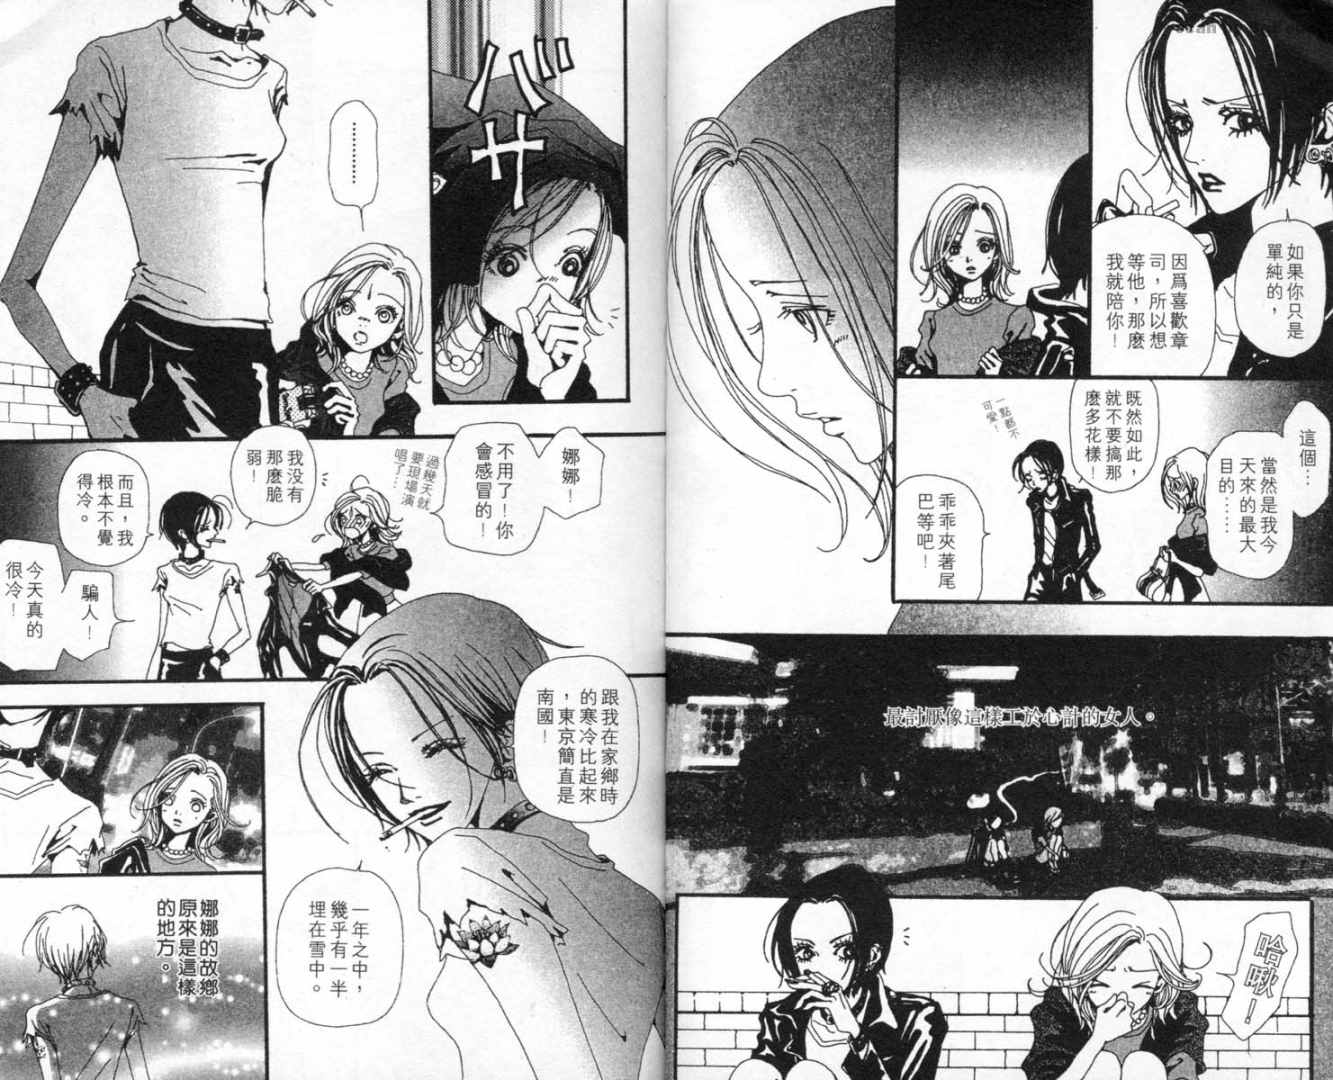 如果你只是
單純的，
因爲喜歡章
司，所以想
等他，那麼
我就陪你！
這個…
當然是我今
天來的最大
目的……
既然如此，
就不要搞那
麼多花樣！
一點都不
可愛！
乖乖夾著尾
巴等吧！
最討厭像這樣工於心計的女人。
哈啾！
バ
サ
…………
娜娜！
不用了！你
會感冒的！
過幾天就
要現場演
唱了…
我没有
那麼脆
弱！
而且，我
根本不覺
得冷。
騙人！
今天真的
很冷！
跟我在家鄉時
的寒冷比起來
，東京簡直是
南國！
一年之中，
幾乎有一半
埋在雪中。
娜娜的故鄉
原來是這樣
的地方。